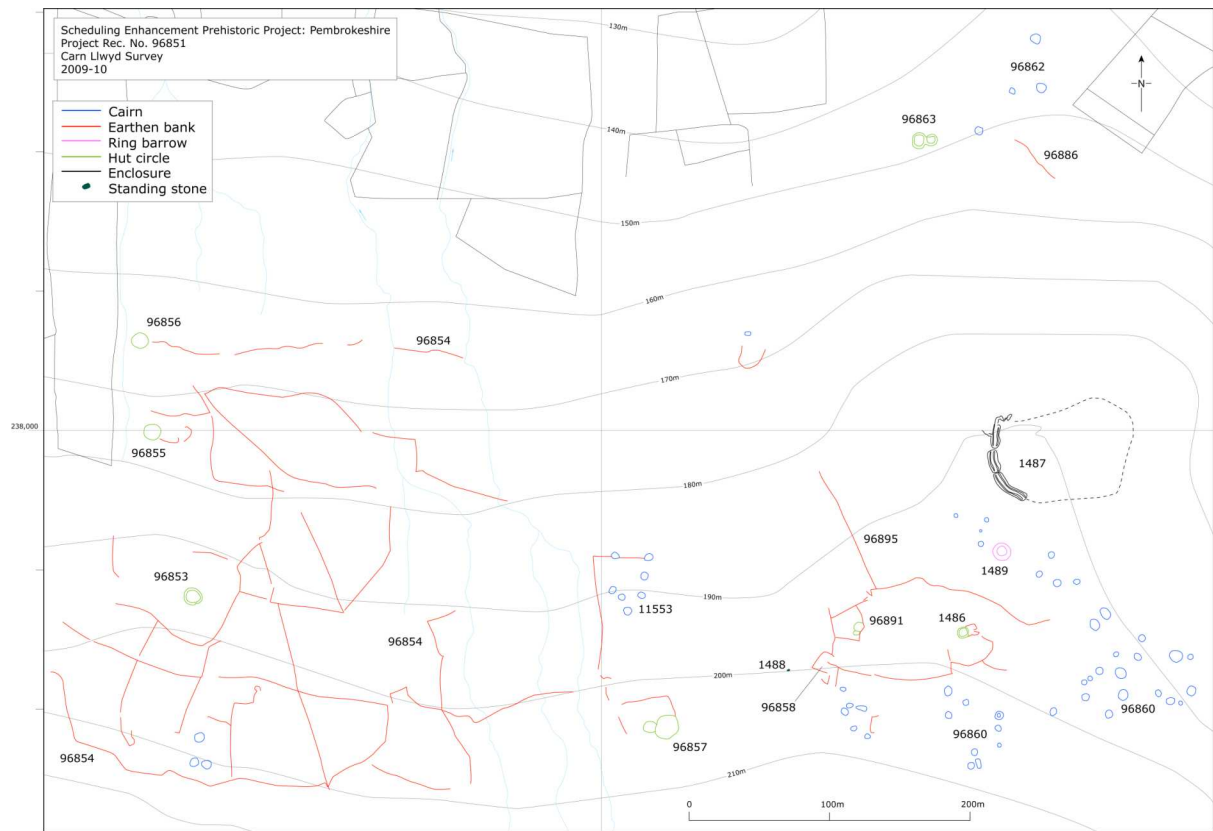 Scheduling Enhancement Prehistoric Project: Pembrokeshire
Project Rec. No. 96851
Carn Llwyd Survey
2009-10
Cairn
Earthen bank
Ring barrow
Hut circle
Enclosure
Standing stone
130m
96862
N
96863
140m
96886
150m
160m
96856
96854
170m
238,000
96855
1487
180m
96895
1489
96853
190m
11553
96891
1486
96854
1488
200m
96858
96860
96860
96857
96854
210m
0
100m
200m